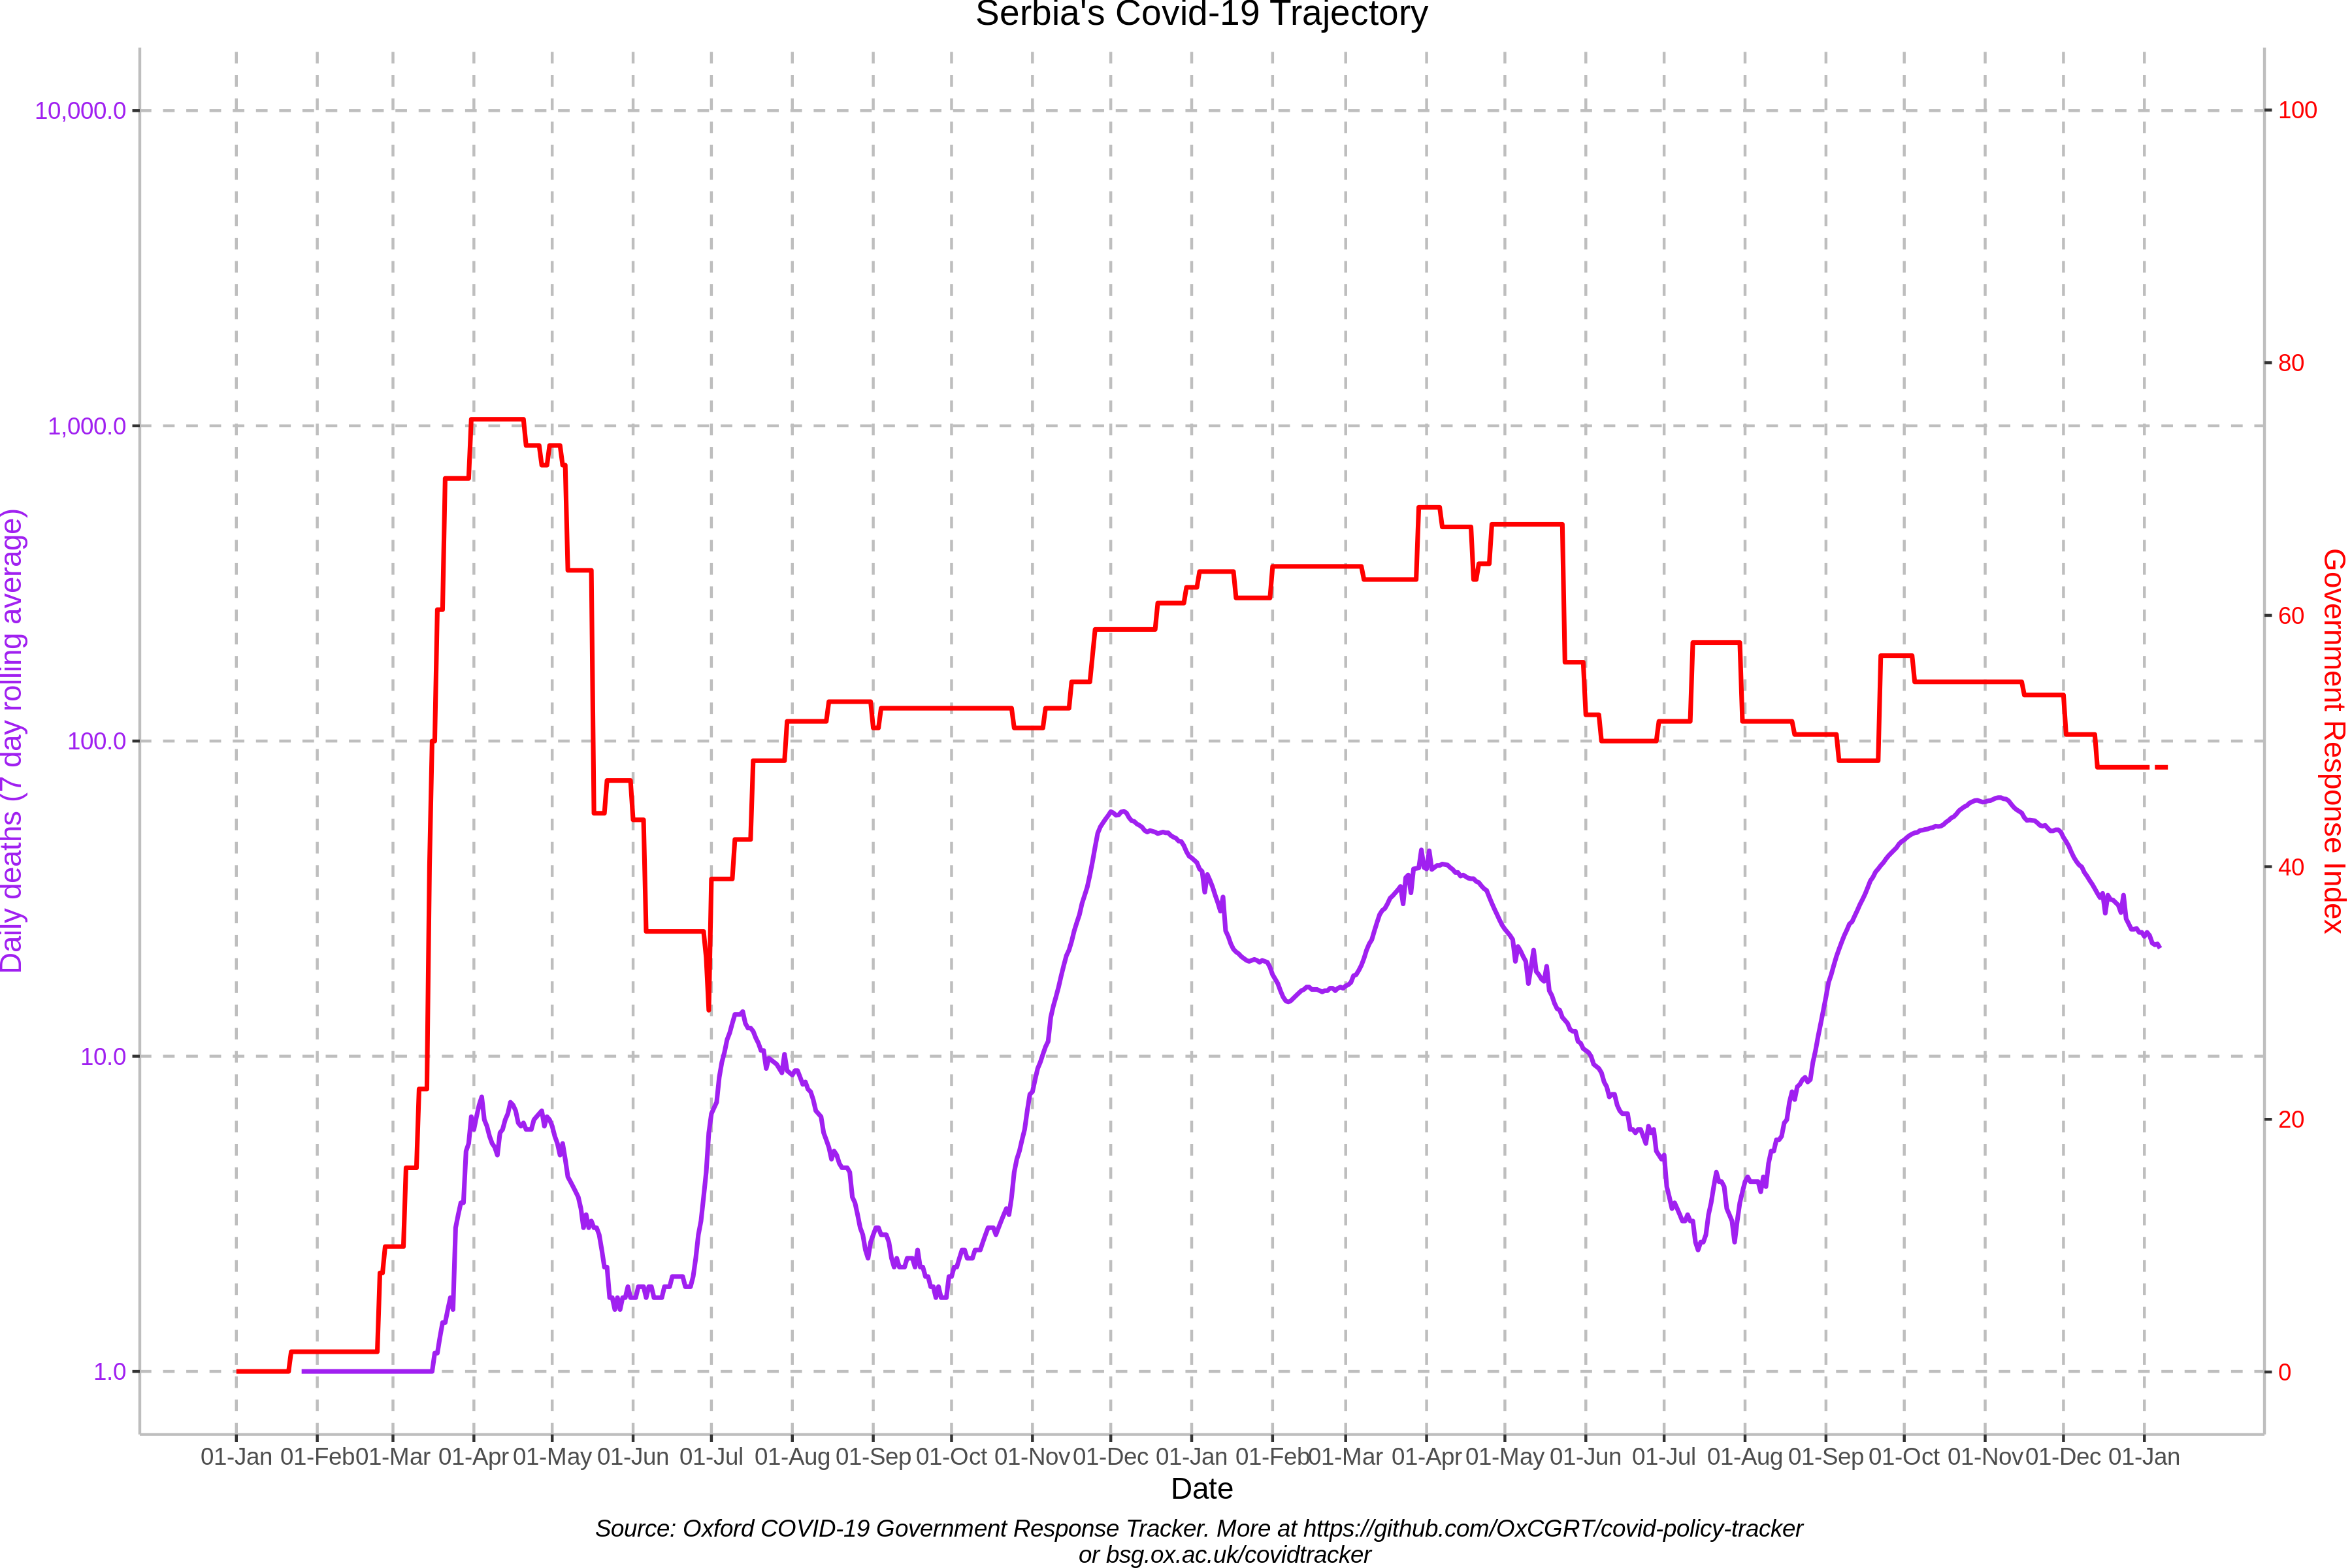 Serbia's Covid-19 Trajectory
10,000.0
1,000.0
100.0
10.0
1.0
Daily deaths (7 day rolling average)
100
80
60
40
20
0
Government Response Index
01-Jan 01-Feb 01-Mar 01-Apr 01-May 01-Jun 01-Jul 01-Aug 01-Sep 01-Oct 01-Nov 01-Dec 01-Jan 01-Feb 01-Mar 01-Apr 01-May 01-Jun 01-Jul 01-Aug 01-Sep 01-Oct 01-Nov 01-Dec 01-Jan
Date
Source: Oxford COVID-19 Government Response Tracker. More at https://github.com/OxCGRT/covid-policy-tracker
or bsg.ox.ac.uk/covidtracker